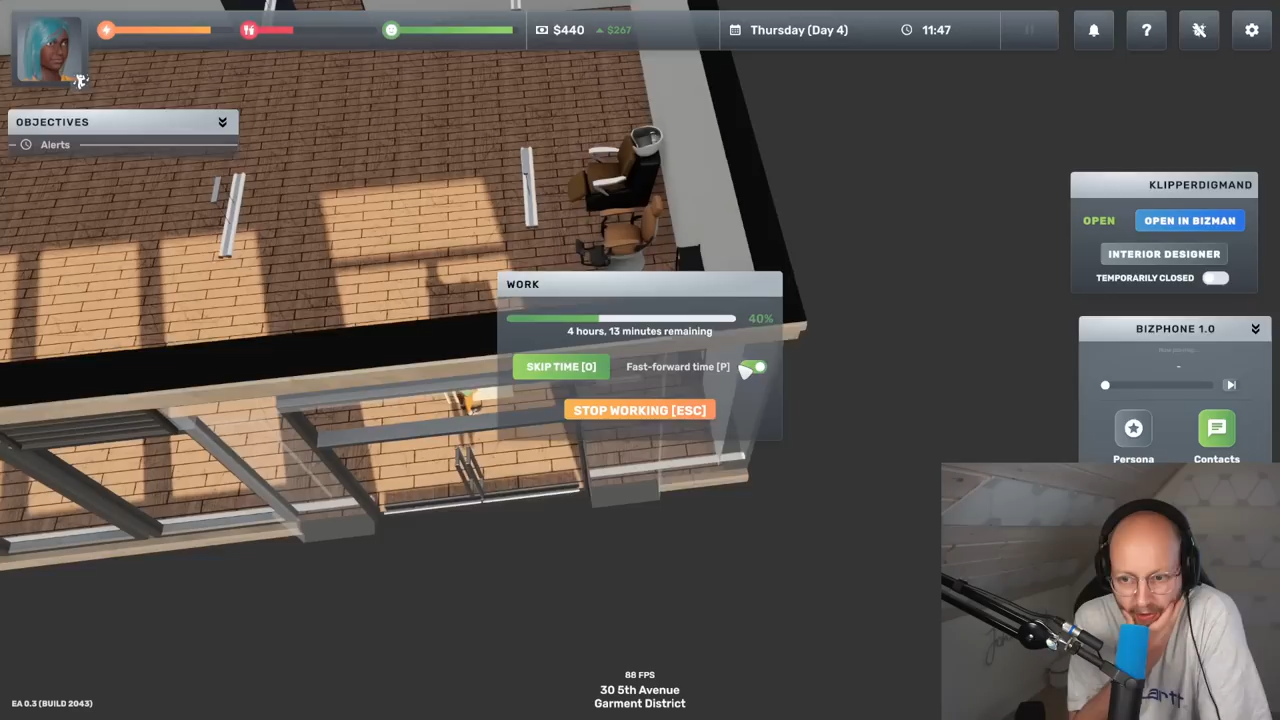 $440
$267
Thursday (Day 4)
11:47
?
OBJECTIVES
Alerts
KLIPPERDIGMAND
OPEN
OPEN IN BIZMAN
INTERIOR DESIGNER
TEMPORARILY CLOSED
WORK
40%
4 hours, 13 minutes remaining
SKIP TIME [O]
Fast-forward time [P]
STOP WORKING [ESC]
BIZPHONE 1.0
-
Persona
Contacts
88 FPS
30 5th Avenue
Garment District
EA 0.3 (BUILD 2043)